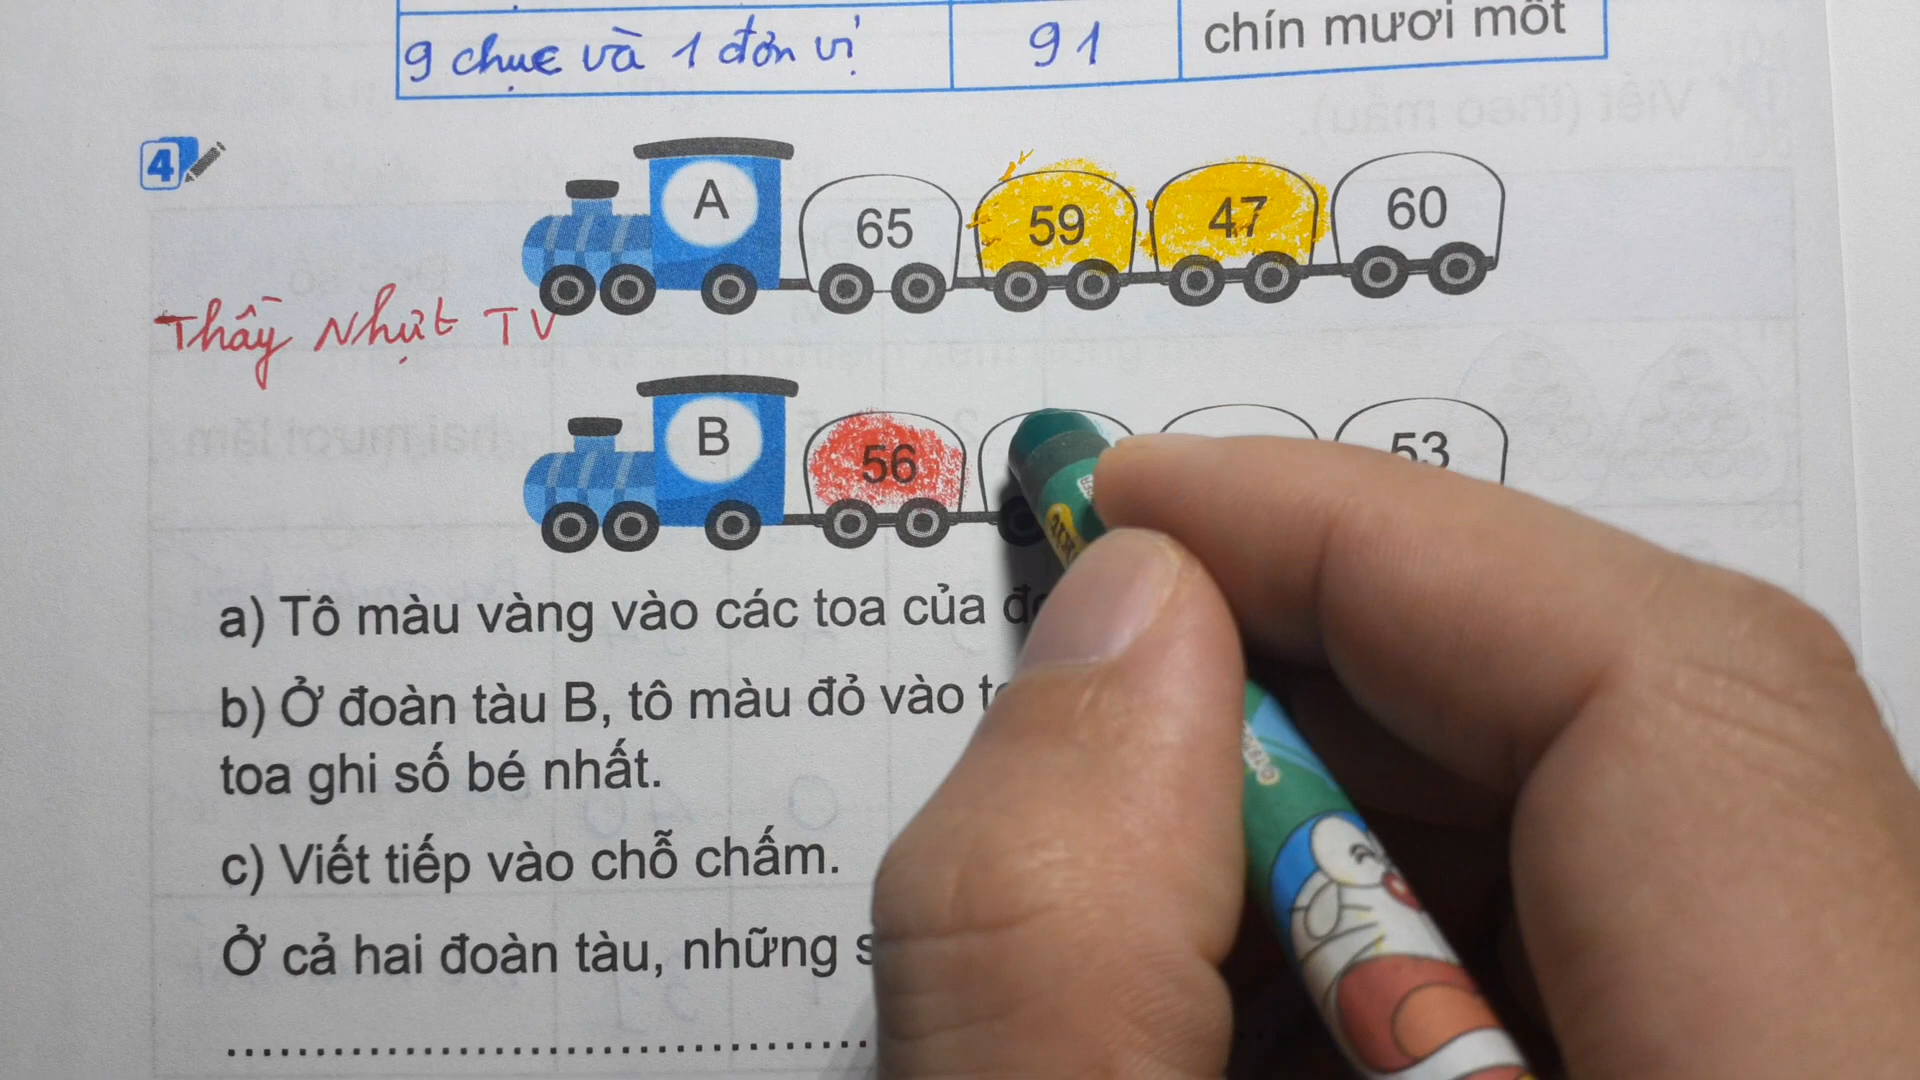 9 chục và 1 đơn vị 91 chín mươi mốt
4
A 65 59 47 60
Thầy Nhựt TV
B 56 53
a) Tô màu vàng vào các toa của
b) Ở đoàn tàu B, tô màu đỏ vào
toa ghi số bé nhất.
c) Viết tiếp vào chỗ chấm.
Ở cả hai đoàn tàu, những